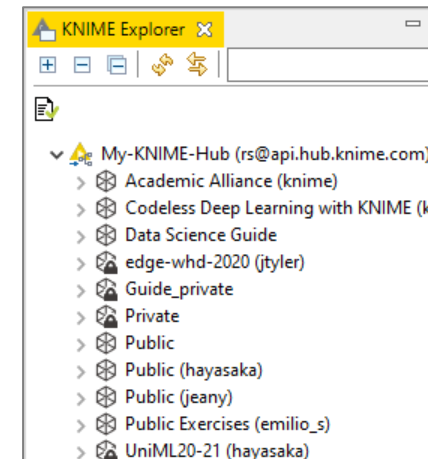 KNIME Explorer
My-KNIME-Hub (rs@api.hub.knime.com)
Academic Alliance (knime)
Codeless Deep Learning with KNIME (k
Data Science Guide
edge-whd-2020 (jtyler)
Guide_private
Private
Public
Public (hayasaka)
Public (jeany)
Public Exercises (emilio_s)
UniML20-21 (hayasaka)